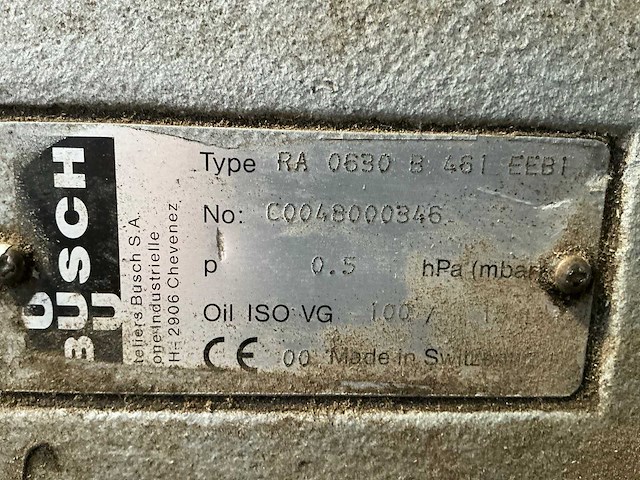 BUSCH
Ateliers Busch S.A.
Zone Industrielle
CH - 2906 Chevenez
Type RA 0630 B 461 EEB1
No: C0048000346
p 0.5 hPa (mbar)
Oil ISO VG 100 /
CE 00 Made in Switzerland